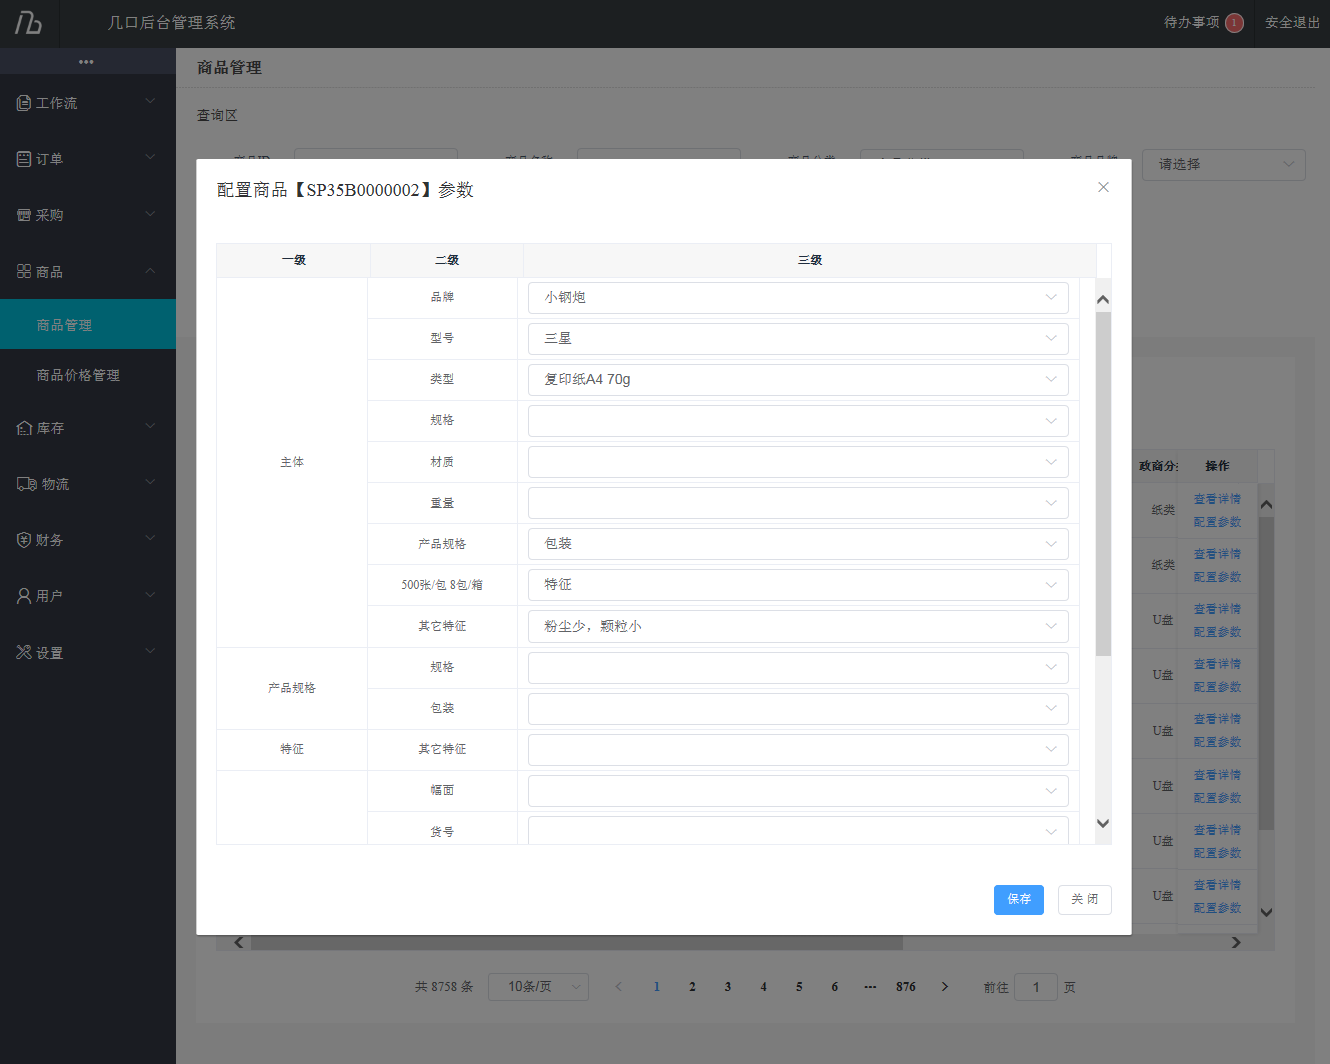 几口后台管理系统
待办事项 1 安全退出
•••
工作流
订单
采购
商品
商品管理
商品价格管理
库存
物流
财务
用户
设置
商品管理
查询区
请选择
配置商品【SP35B0000002】参数
一级 二级 三级
主体
品牌 小钢炮
型号 三星
类型 复印纸A4 70g
规格
材质
重量
产品规格 包装
500张/包 8包/箱 特征
其它特征 粉尘少，颗粒小
产品规格
规格
包装
特征 其它特征
幅面
货号
保存 关 闭
政商分 操作
纸类 查看详情
配置参数
纸类 查看详情
配置参数
U盘 查看详情
配置参数
U盘 查看详情
配置参数
U盘 查看详情
配置参数
U盘 查看详情
配置参数
U盘 查看详情
配置参数
U盘 查看详情
配置参数
共 8758 条 10条/页 1 2 3 4 5 6 ••• 876 前往 1 页